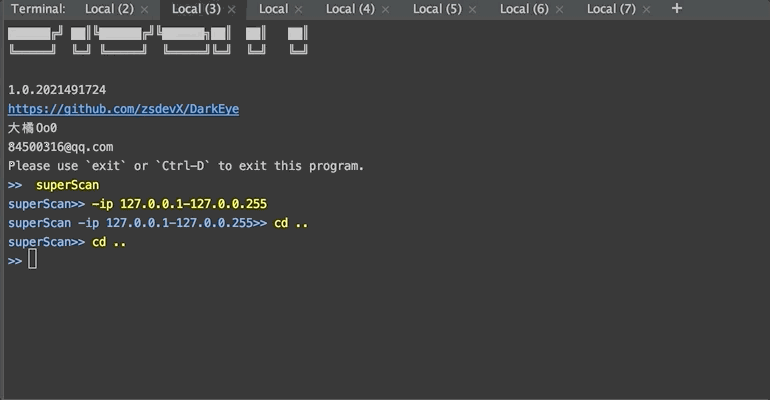 Terminal: Local (2) × Local (3) × Local × Local (4) × Local (5) × Local (6) × Local (7) × +
1.0.2021491724
https://github.com/zsdevX/DarkEye
大橘Oo0
84500316@qq.com
Please use `exit` or `Ctrl-D` to exit this program.
>> superScan
superScan>> -ip 127.0.0.1-127.0.0.255
superScan -ip 127.0.0.1-127.0.0.255>> cd ..
superScan>> cd ..
>>